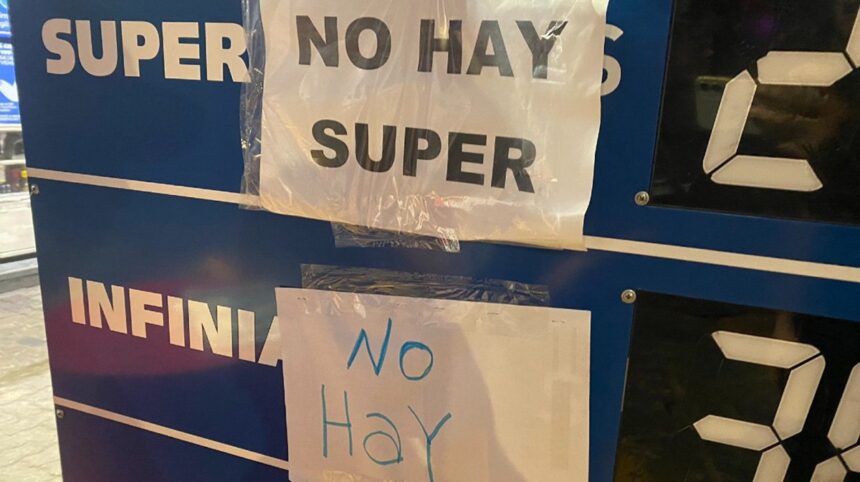 SUPER
NO HAY
SUPER
S
INFINIA
No
Hay